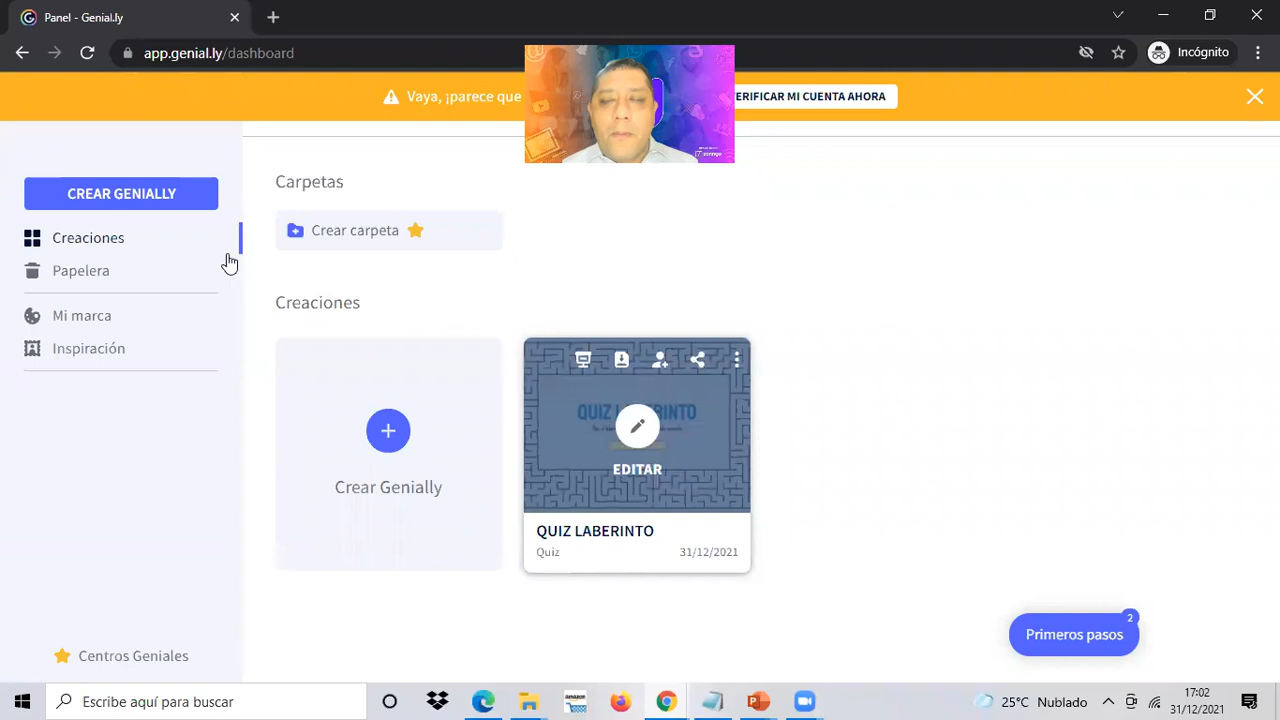 Panel - Genial.ly
app.genial.ly/dashboard
Incógnito
Vaya, ¡parece que
ERIFICAR MI CUENTA AHORA
CREAR GENIALLY
Creaciones
Papelera
Mi marca
Inspiración
Centros Geniales
Carpetas
Crear carpeta
Creaciones
Crear Genially
QUIZ LABERINTO
EDITAR
QUIZ LABERINTO
Quiz
31/12/2021
2
Primeros pasos
Escribe aquí para buscar
25°C Nublado
31/12/2021